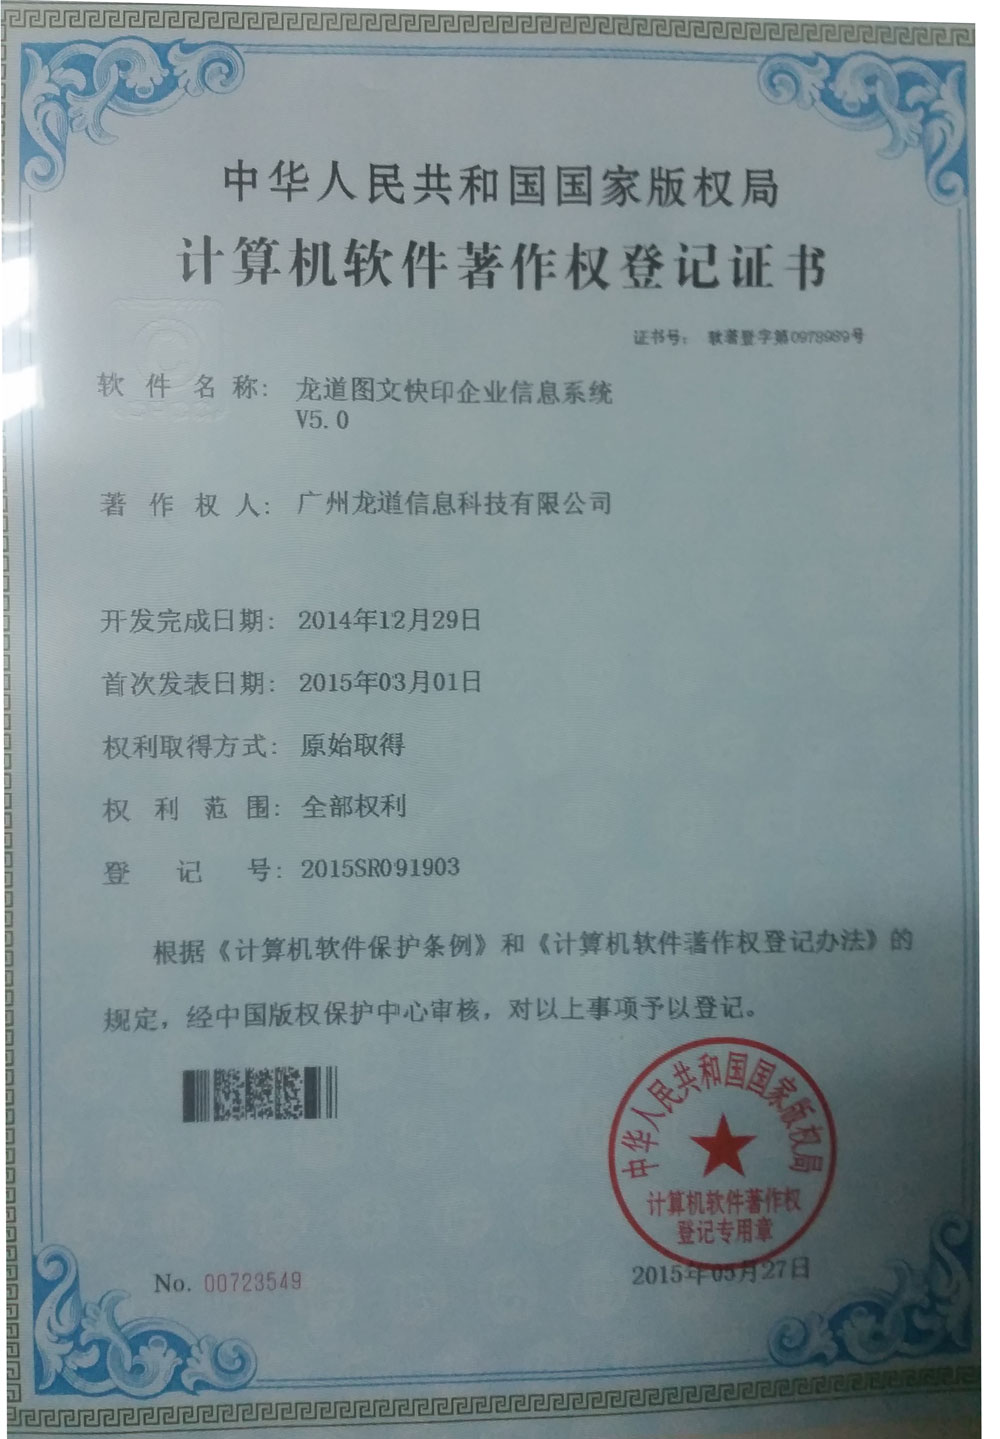 中华人民共和国国家版权局
计算机软件著作权登记证书
证书号： 软著登字第0978989号
软件名称： 龙道图文快印企业信息系统
V5.0
著作权人： 广州龙道信息科技有限公司
开发完成日期： 2014年12月29日
首次发表日期： 2015年03月01日
权利取得方式： 原始取得
权利范围： 全部权利
登记号： 2015SR091903
根据《计算机软件保护条例》和《计算机软件著作权登记办法》的
规定，经中国版权保护中心审核，对以上事项予以登记。
中华人民共和国国家版权局
计算机软件著作权
登记专用章
No. 00723549
2015年05月27日